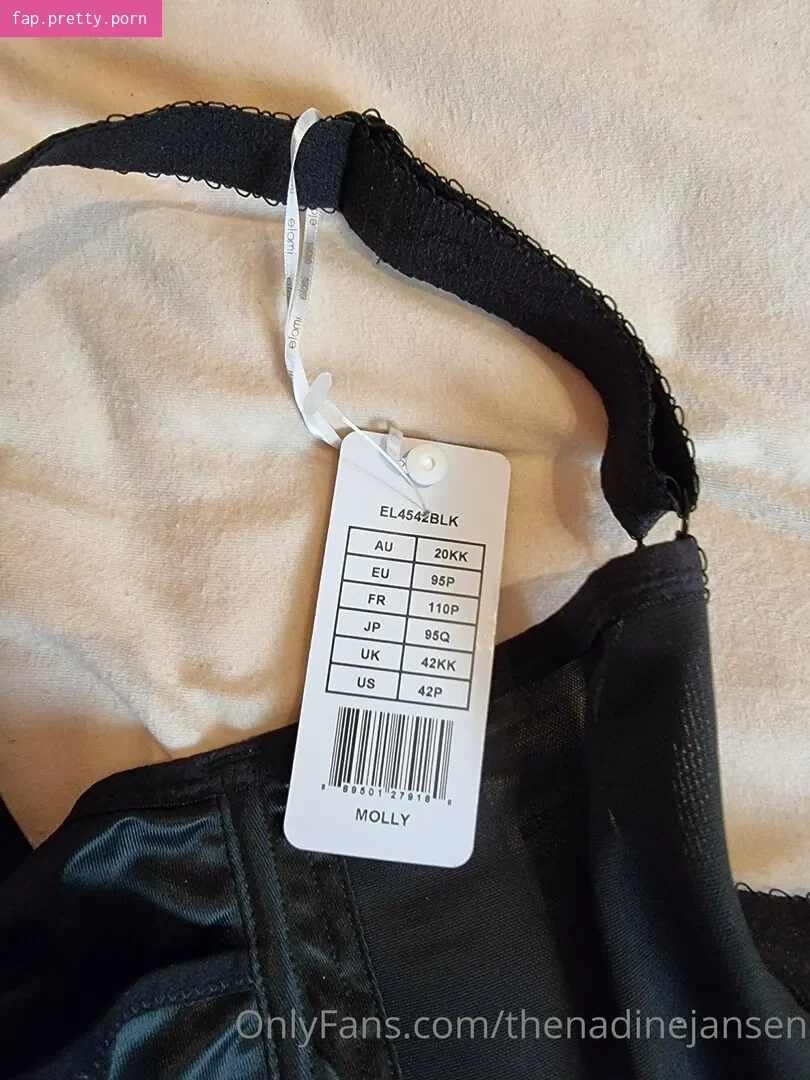 fap.pretty.porn
elomi
elomi
EL4542BLK
AU 20KK
EU 95P
FR 110P
JP 95Q
UK 42KK
US 42P
MOLLY
OnlyFans.com/thenadinejansen